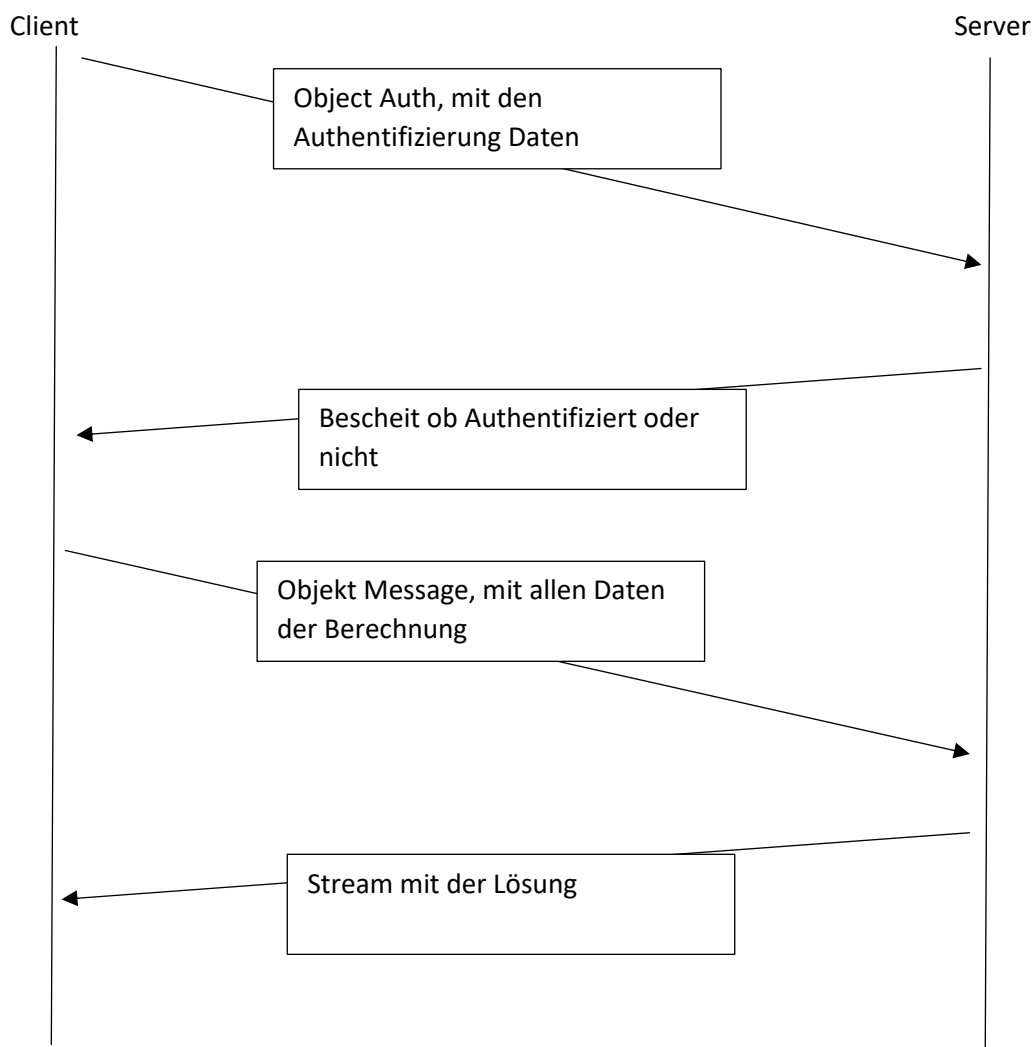 Client
Server
Object Auth, mit den
Authentifizierung Daten
Bescheit ob Authentifiziert oder
nicht
Objekt Message, mit allen Daten
der Berechnung
Stream mit der Lösung